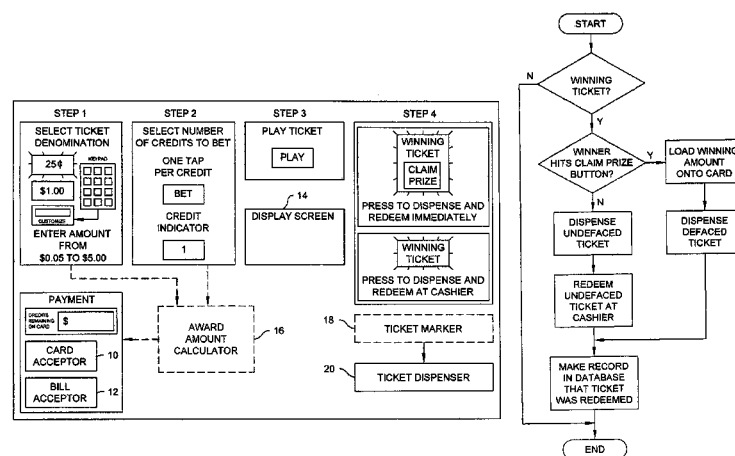 STEP 1
SELECT TICKET
DENOMINATION
25¢
$1.00
KEYPAD
CUSTOMIZE
ENTER AMOUNT
FROM
$0.05 TO $5.00
STEP 2
SELECT NUMBER
OF CREDITS TO BET
ONE TAP
PER CREDIT
BET
CREDIT
INDICATOR
1
STEP 3
PLAY TICKET
PLAY
14
DISPLAY SCREEN
STEP 4
WINNING
TICKET
CLAIM
PRIZE
PRESS TO DISPENSE AND
REDEEM IMMEDIATELY
WINNING
TICKET
PRESS TO DISPENSE AND
REDEEM AT CASHIER
PAYMENT
CREDITS
REMAINING
ON CARD
$
CARD
ACCEPTOR
10
BILL
ACCEPTOR
12
AWARD
AMOUNT
CALCULATOR
16
18
TICKET MARKER
20
TICKET DISPENSER
START
N
WINNING
TICKET?
Y
WINNER
HITS CLAIM PRIZE
BUTTON?
Y
LOAD WINNING
AMOUNT
ONTO CARD
N
DISPENSE
UNDEFACED
TICKET
DISPENSE
DEFACED
TICKET
REDEEM
UNDEFACED
TICKET AT
CASHIER
MAKE RECORD
IN DATABASE
THAT TICKET
WAS REDEEMED
END